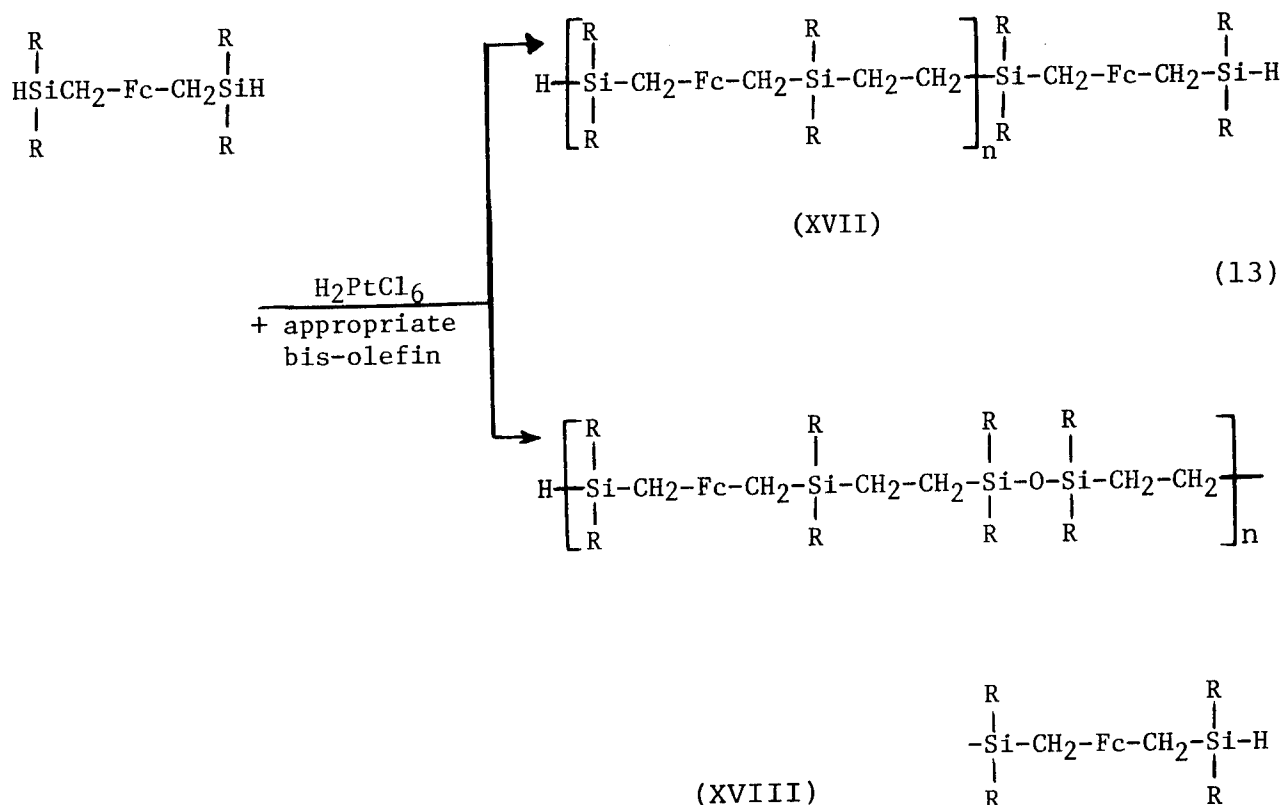 R R
HSiCH2-Fc-CH2SiH
R R
H2PtCl6
+ appropriate
bis-olefin
R R R R
H-Si-CH2-Fc-CH2-Si-CH2-CH2-Si-CH2-Fc-CH2-Si-H
R R R R
n
(XVII)
(13)
R R R R
H-Si-CH2-Fc-CH2-Si-CH2-CH2-Si-O-Si-CH2-CH2
R R R R
n
R R
-Si-CH2-Fc-CH2-Si-H
R R
(XVIII)